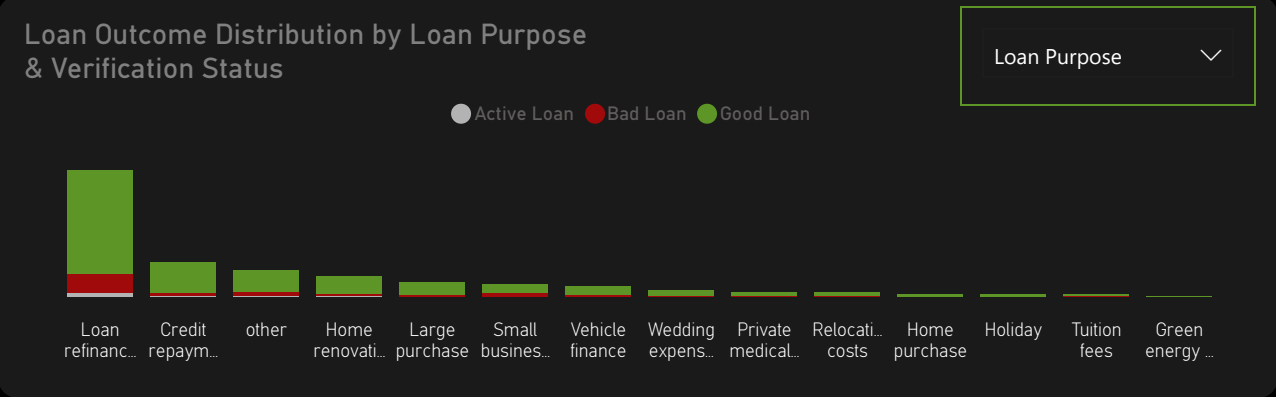 Loan Outcome Distribution by Loan Purpose
& Verification Status
Loan Purpose
Active Loan
Bad Loan
Good Loan
Loan
refinanc...
Credit
repaym...
other
Home
renovati...
Large
purchase
Small
busines...
Vehicle
finance
Wedding
expens...
Private
medical...
Relocati...
costs
Home
purchase
Holiday
Tuition
fees
Green
energy ...